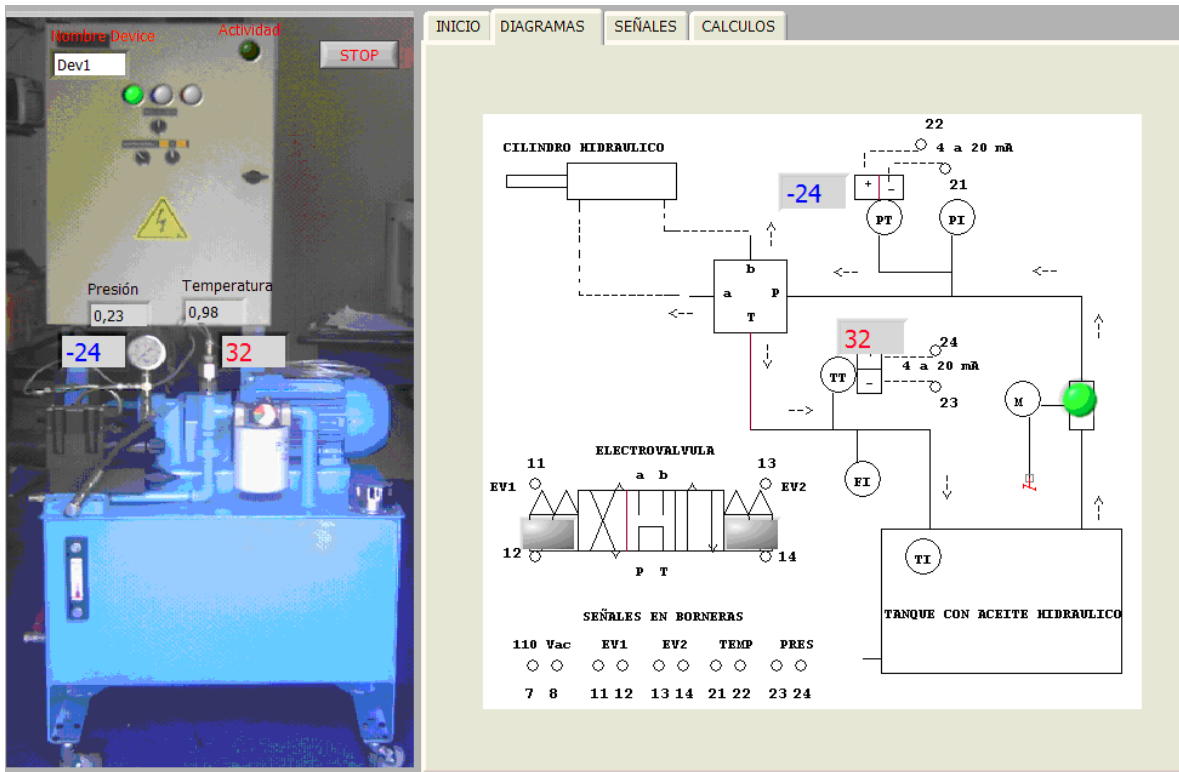 Nombre Device
Actividad
Dev1
STOP
Presión
Temperatura
0,23
0,98
-24
32
INICIO
DIAGRAMAS
SEÑALES
CALCULOS
22
4 a 20 mA
CILINDRO HIDRAULICO
-24
+ -
21
PT
PI
b
a
P
T
32
24
4 a 20 mA
TT
-
23
M
ELECTROVALVULA
11
a b
13
EV1
EV2
FI
12
14
P T
TI
TANQUE CON ACEITE HIDRAULICO
SEÑALES EN BORNERAS
110 Vac EV1 EV2 TEMP PRES
7 8 11 12 13 14 21 22 23 24